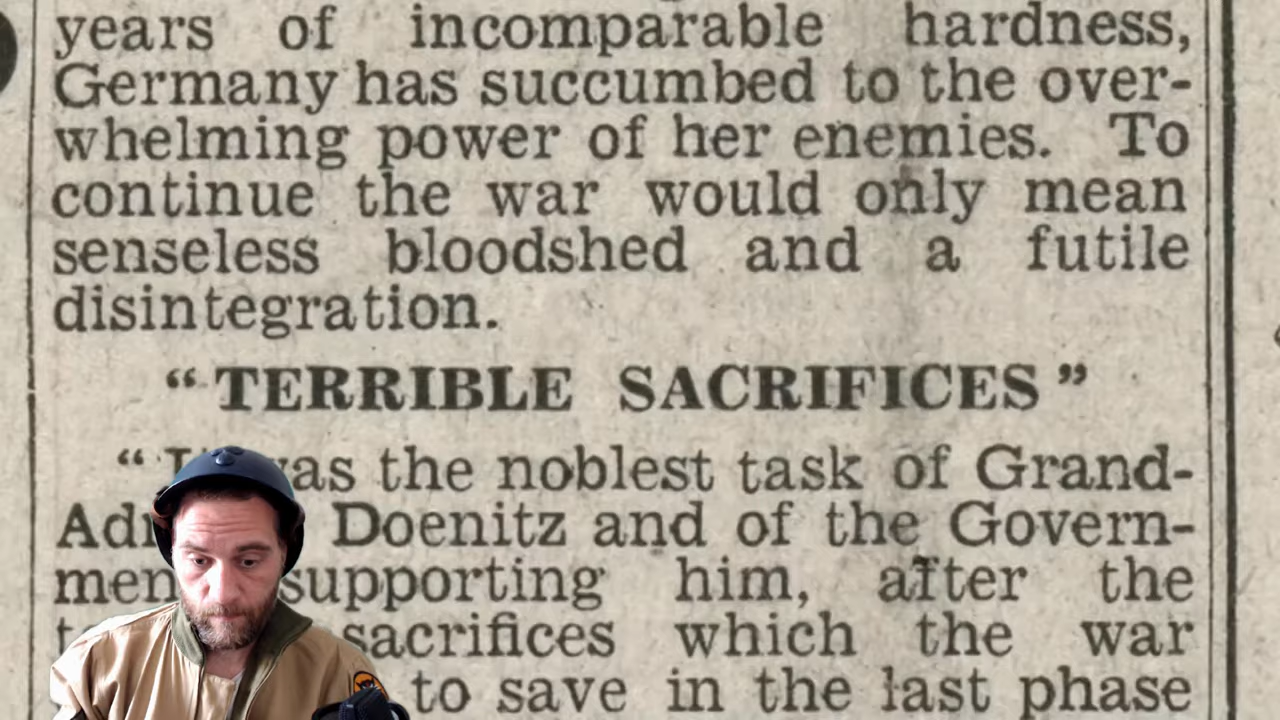 years of incomparable hardness,
Germany has succumbed to the over-
whelming power of her enemies. To
continue the war would only mean
senseless bloodshed and a futile
disintegration.
“TERRIBLE SACRIFICES”
“ was the noblest task of Grand-
Doenitz and of the Govern-
supporting him, after the
sacrifices which the war
to save in the last phase